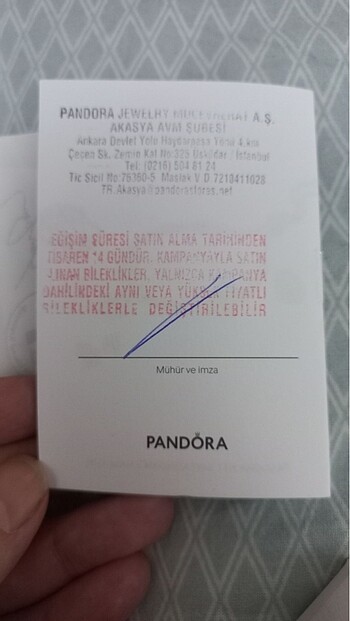 PANDORA JEWELRY MÜCEVHERAT A.Ş.
AKASYA AVM ŞUBESİ
Ankara Devlet Yolu Haydarpaşa Yönü 4.km
Çeçen Sk. Zemin Kat No:325 Üsküdar / İstanbul
Tel: (0216) 504 81 24
Tic Sicil No:76760-5 Maslak V.D.7210411028
TR.Akasya@pandorastores.net
EĞİŞİM SÜRESİ SATIN ALMA TARİHİNDEN
İTİBAREN 14 GÜNDÜR. KAMPANYAYLA SATIN
ALINAN BİLEKLİKLER, YALNIZCA KAMPANYA
DAHİLİNDEKİ AYNI VEYA YÜKSEK FİYATLI
BİLEKLİKLERLE DEĞİŞTİRİLEBİLİR
Mühür ve imza
PANDORA